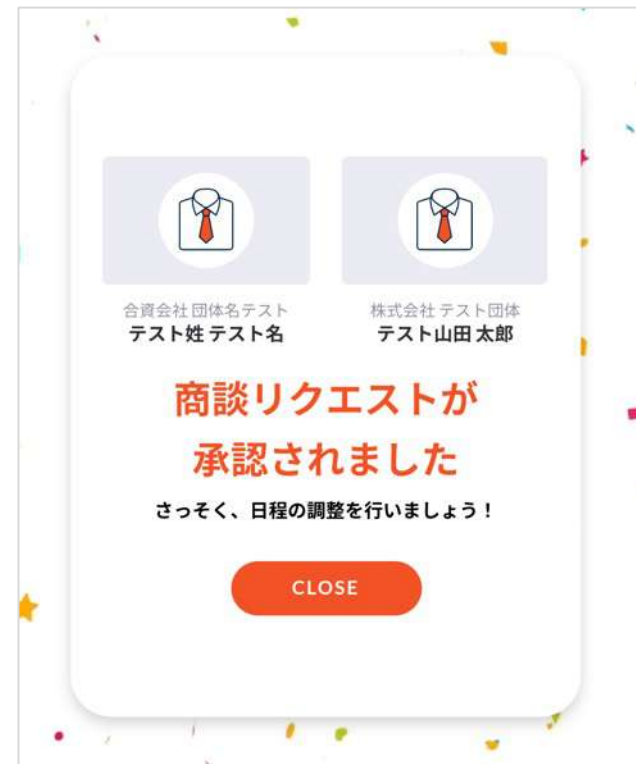 合資会社 団体名テスト
テスト姓 テスト名
株式会社 テスト団体
テスト山田 太郎
商談リクエストが
承認されました
さっそく、日程の調整を行いましょう!
CLOSE